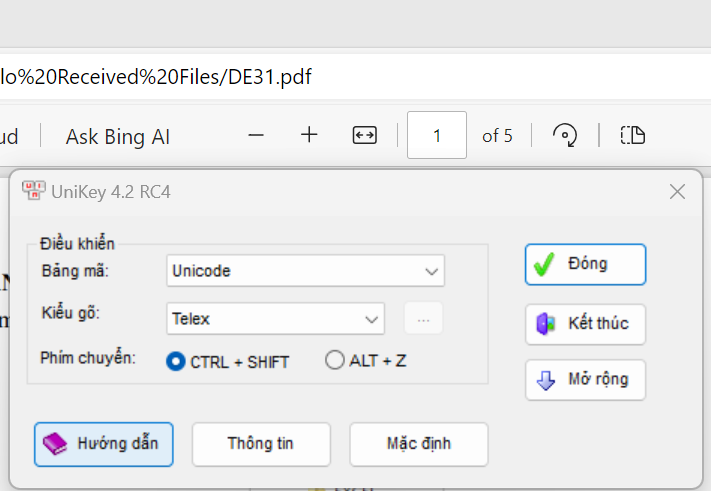 lo%20Received%20Files/DE31.pdf
ud Ask Bing AI 1 of 5
UniKey 4.2 RC4
Điều khiển
Bảng mã: Unicode
Đóng
Kiểu gõ: Telex ...
Kết thúc
Phím chuyển: CTRL + SHIFT ALT + Z
Mở rộng
Hướng dẫn Thông tin Mặc định